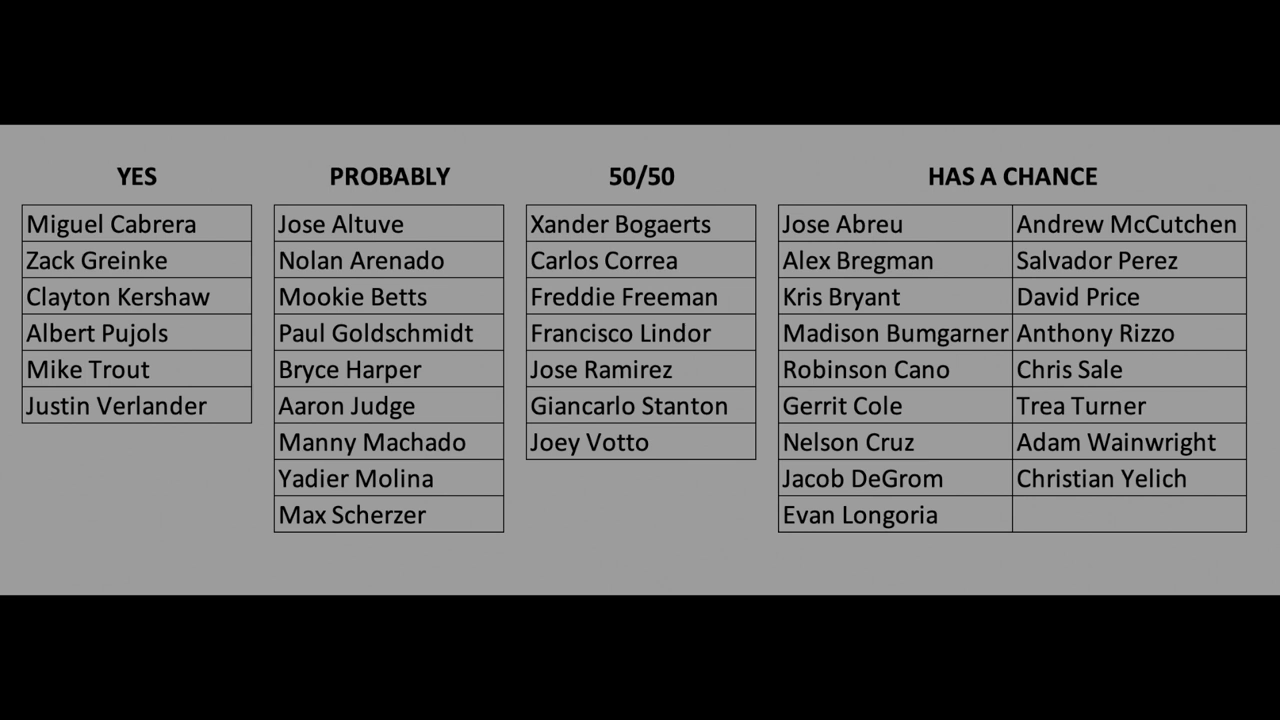 YES
Miguel Cabrera
Zack Greinke
Clayton Kershaw
Albert Pujols
Mike Trout
Justin Verlander
PROBABLY
Jose Altuve
Nolan Arenado
Mookie Betts
Paul Goldschmidt
Bryce Harper
Aaron Judge
Manny Machado
Yadier Molina
Max Scherzer
50/50
Xander Bogaerts
Carlos Correa
Freddie Freeman
Francisco Lindor
Jose Ramirez
Giancarlo Stanton
Joey Votto
HAS A CHANCE
Jose Abreu
Alex Bregman
Kris Bryant
Madison Bumgarner
Robinson Cano
Gerrit Cole
Nelson Cruz
Jacob DeGrom
Evan Longoria
Andrew McCutchen
Salvador Perez
David Price
Anthony Rizzo
Chris Sale
Trea Turner
Adam Wainwright
Christian Yelich